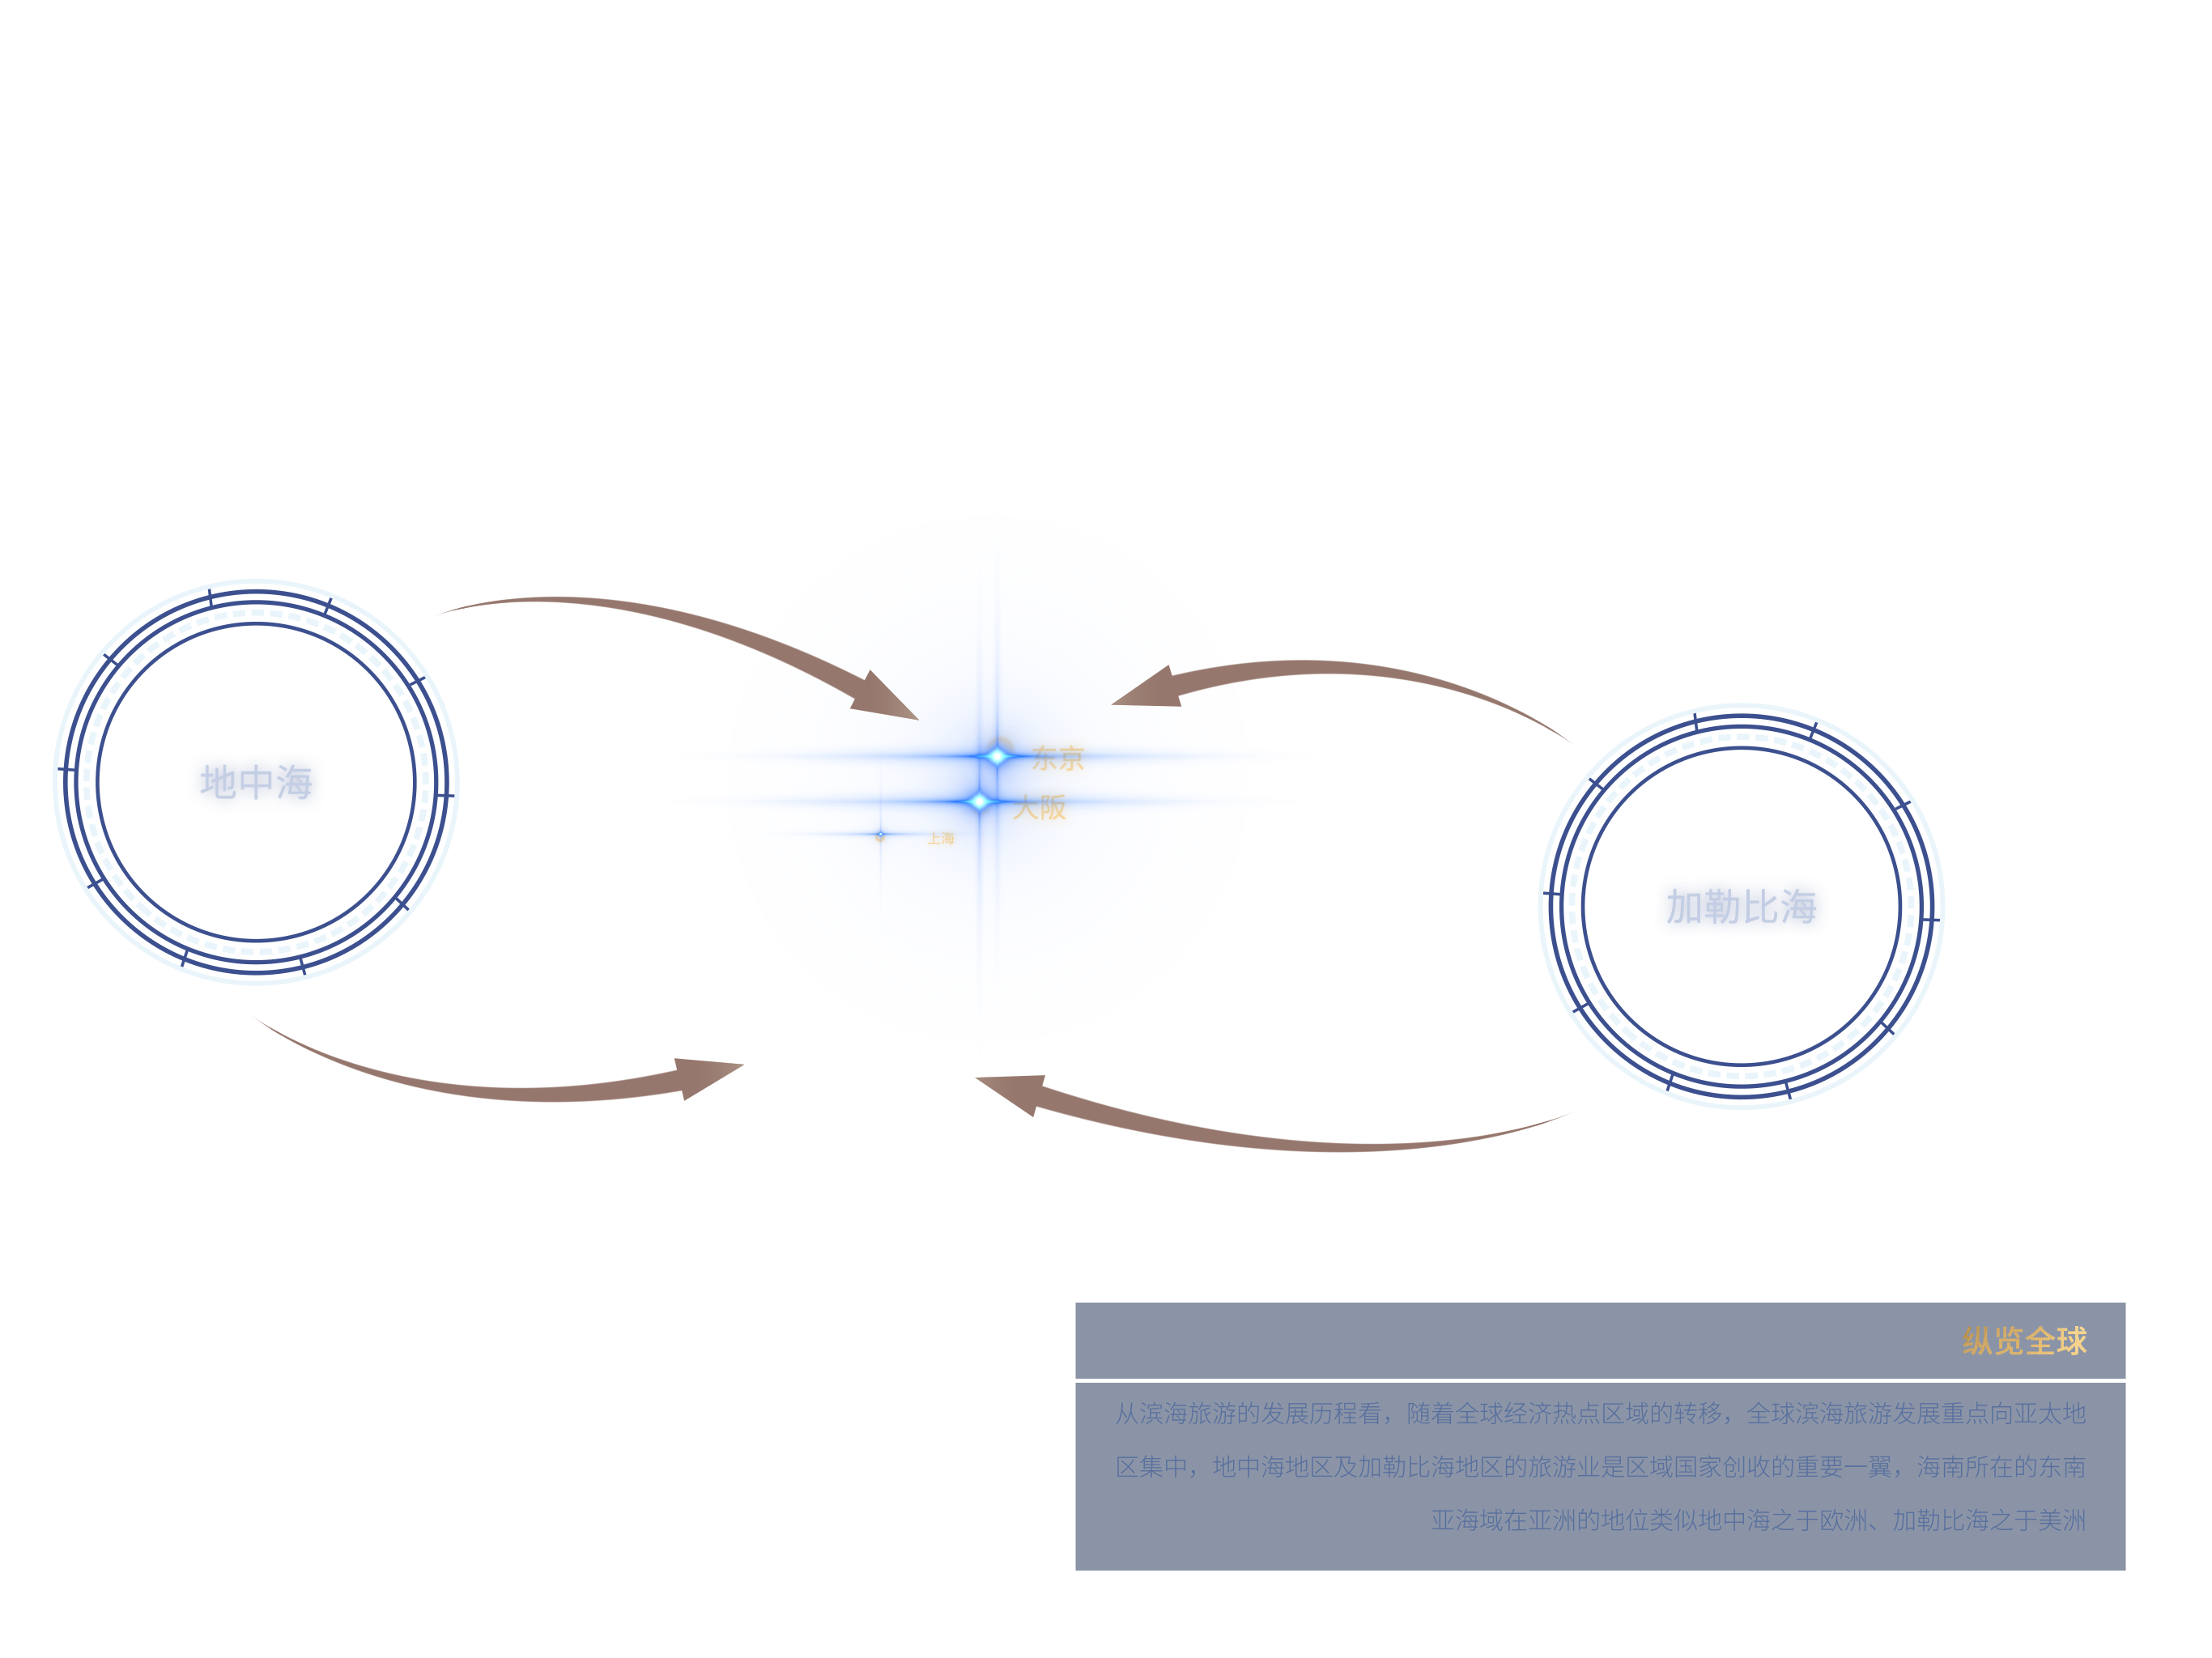 东京
地中海
大阪
上海
加勒比海
纵览全球
从滨海旅游的发展历程看，随着全球经济热点区域的转移，全球滨海旅游发展重点向亚太地
区集中，地中海地区及加勒比海地区的旅游业是区域国家创收的重要一翼，海南所在的东南
亚海域在亚洲的地位类似地中海之于欧洲、加勒比海之于美洲